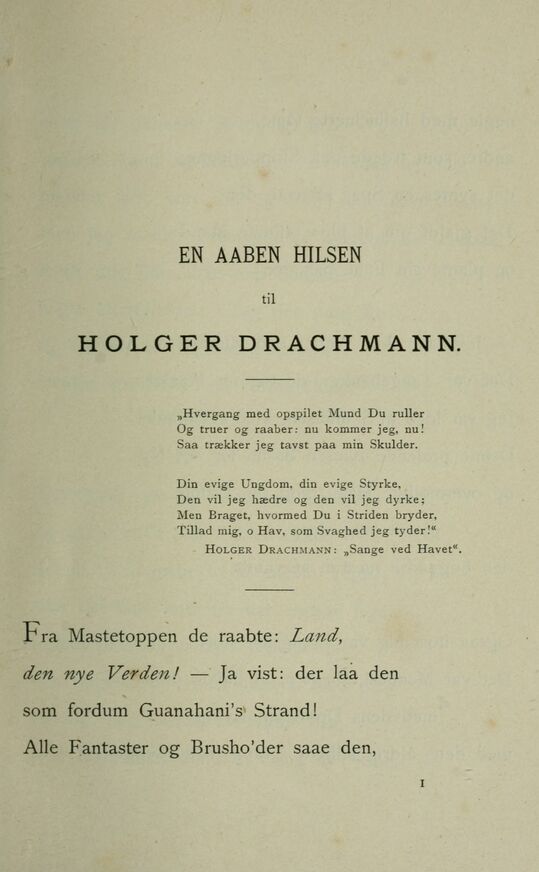 EN AABEN HILSEN
til
HOLGER DRACHMANN.
„Hvergang med opspilet Mund Du ruller
Og truer og raaber: nu kommer jeg, nu!
Saa trækker jeg tavst paa min Skulder.
Din evige Ungdom, din evige Styrke,
Den vil jeg hædre og den vil jeg dyrke;
Men Braget, hvormed Du i Striden bryder,
Tillad mig, o Hav, som Svaghed jeg tyder!“
HOLGER DRACHMANN: „Sange ved Havet“.
Fra Mastetoppen de raabte: Land,
den nye Verden! — Ja vist: der laa den
som fordum Guanahani's Strand!
Alle Fantaster og Brusho'der saae den,
1